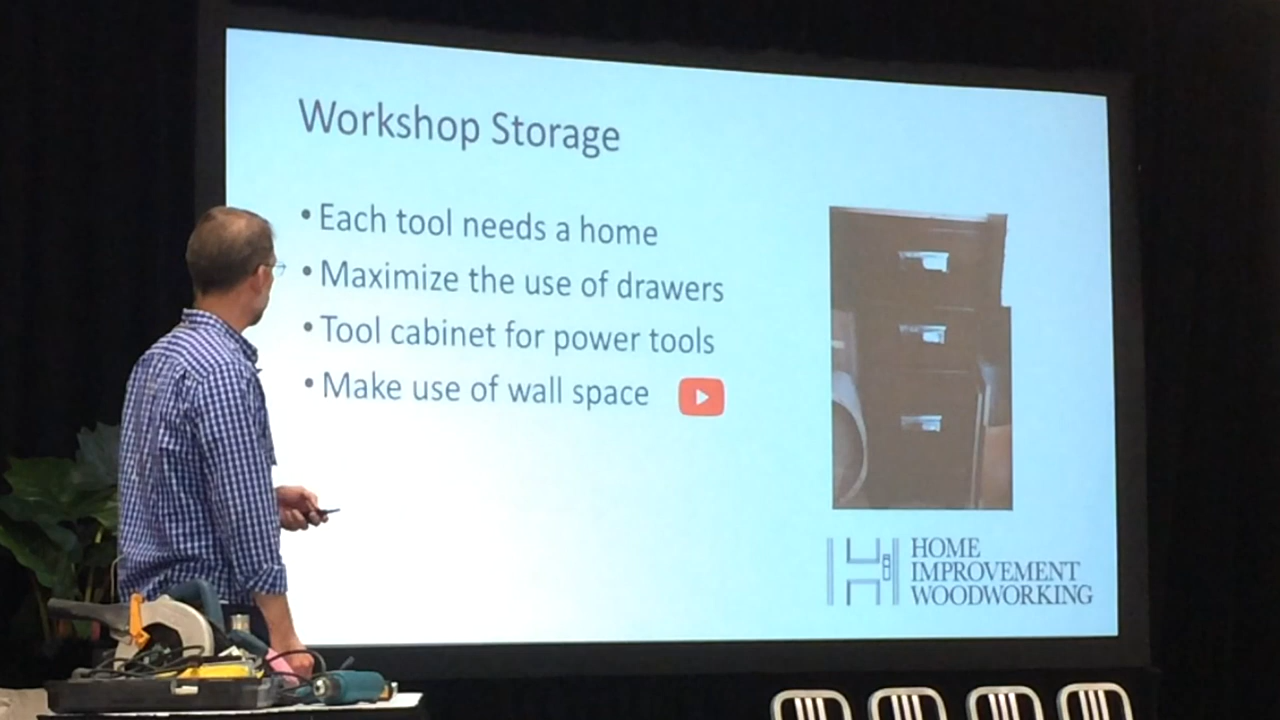 Workshop Storage
• Each tool needs a home
• Maximize the use of drawers
• Tool cabinet for power tools
• Make use of wall space
HOME
IMPROVEMENT
WOODWORKING